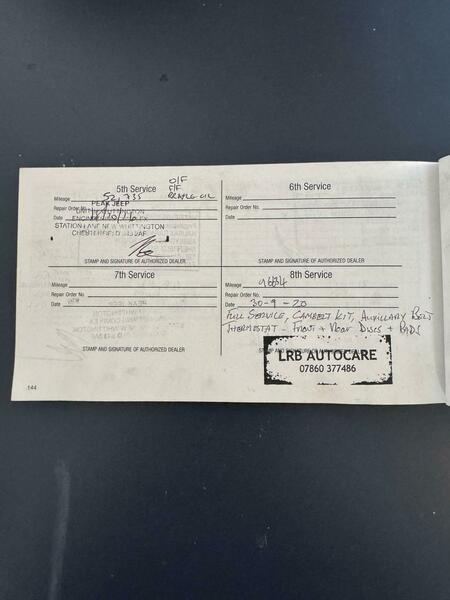 5th Service
O/F
F/F
BRAKE OIL
Mileage 52,735
Repair Order No.
PEAK JEEP
Date
STATION LANE NEW WHITTINGTON
CHESTERFIELD
STAMP AND SIGNATURE OF AUTHORIZED DEALER
6th Service
Mileage
Repair Order No.
Date
STAMP AND SIGNATURE OF AUTHORIZED DEALER
7th Service
Mileage
Repair Order No.
Date
STAMP AND SIGNATURE OF AUTHORIZED DEALER
8th Service
Mileage
Repair Order No.
Date 30-9-20
FULL SERVICE, CAMBELT KIT, AUXILLARY BELT
THERMOSTAT - FRONT + REAR DISCS + PADS
STAMP AND SIGNATURE OF AUTHORIZED DEALER
LRB AUTOCARE
07860 377486
144